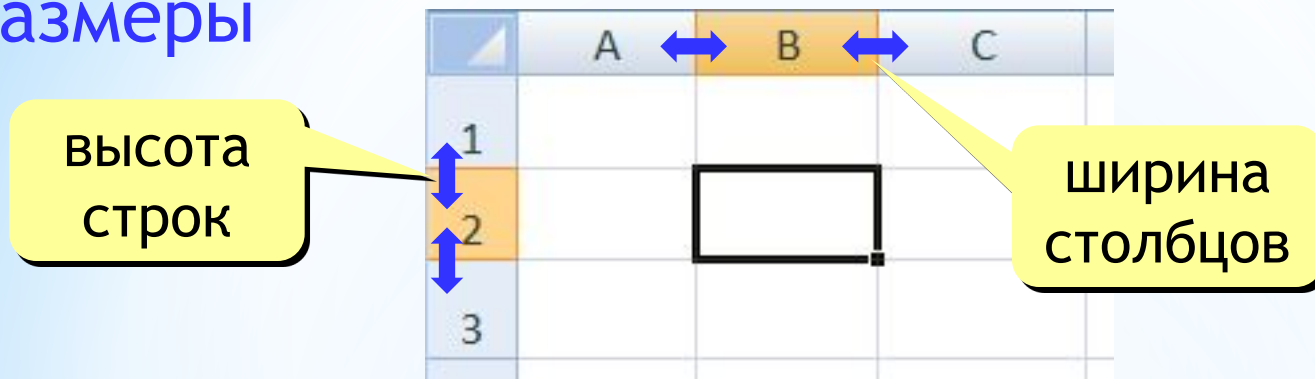 азмеры
A B C
высота
строк
1
2
3
ширина
столбцов